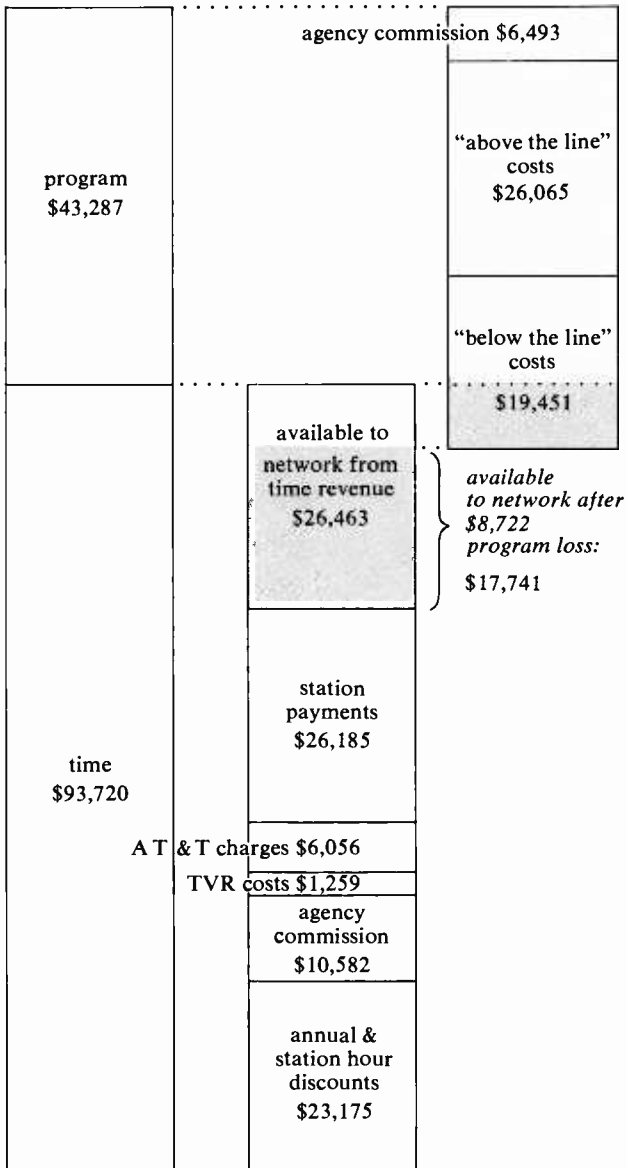 agency commission $6,493
program
$43,287
“above the line”
costs
$26,065
“below the line”
costs
$19,451
available to
network from
time revenue
$26,463
available
to network after
$8,722
program loss:
$17,741
station
payments
$26,185
time
$93,720
A T & T charges $6,056
TVR costs $1,259
agency
commission
$10,582
annual &
station hour
discounts
$23,175